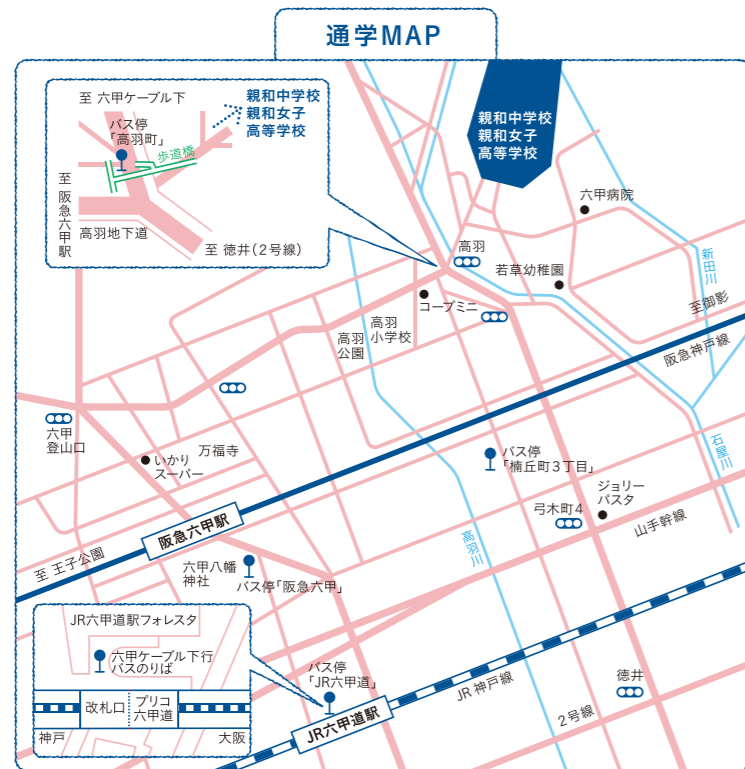 通学MAP
至 六甲ケーブル下
親和中学校
親和女子
高等学校
バス停
「高羽町」
歩道橋
至 阪急六甲駅
高羽地下道
至 徳井(2号線)
親和中学校
親和女子
高等学校
六甲病院
高羽
若草幼稚園
新田川
コープミニ
至御影
高羽
公園
高羽
小学校
阪急神戸線
六甲
登山口
万福寺
いかり
スーパー
バス停
「楠丘町3丁目」
石屋川
ジョリー
パスタ
弓木町4
山手幹線
阪急六甲駅
至 王子公園
高羽川
六甲八幡
神社
バス停「阪急六甲」
JR六甲道駅フォレスタ
六甲ケーブル下行
バスのりば
改札口
プリコ
六甲道
神戸
大阪
バス停
「JR六甲道」
JR六甲道駅
JR 神戸線
徳井
2号線